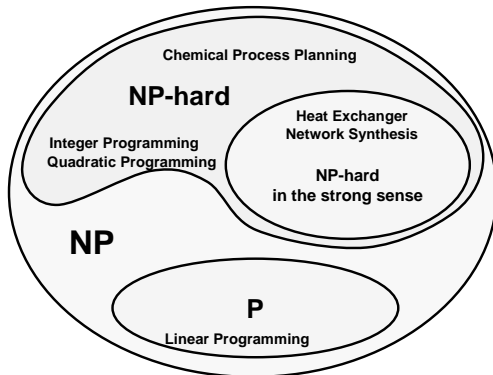 Chemical Process Planning
NP-hard
Heat Exchanger
Network Synthesis
Integer Programming
Quadratic Programming
NP-hard
in the strong sense
NP
P
Linear Programming